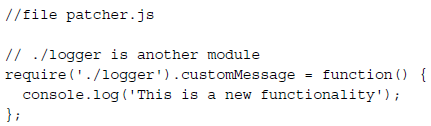 //file patcher.js
// ./logger is another module
require('./logger').customMessage = function() {
  console.log('This is a new functionality');
};